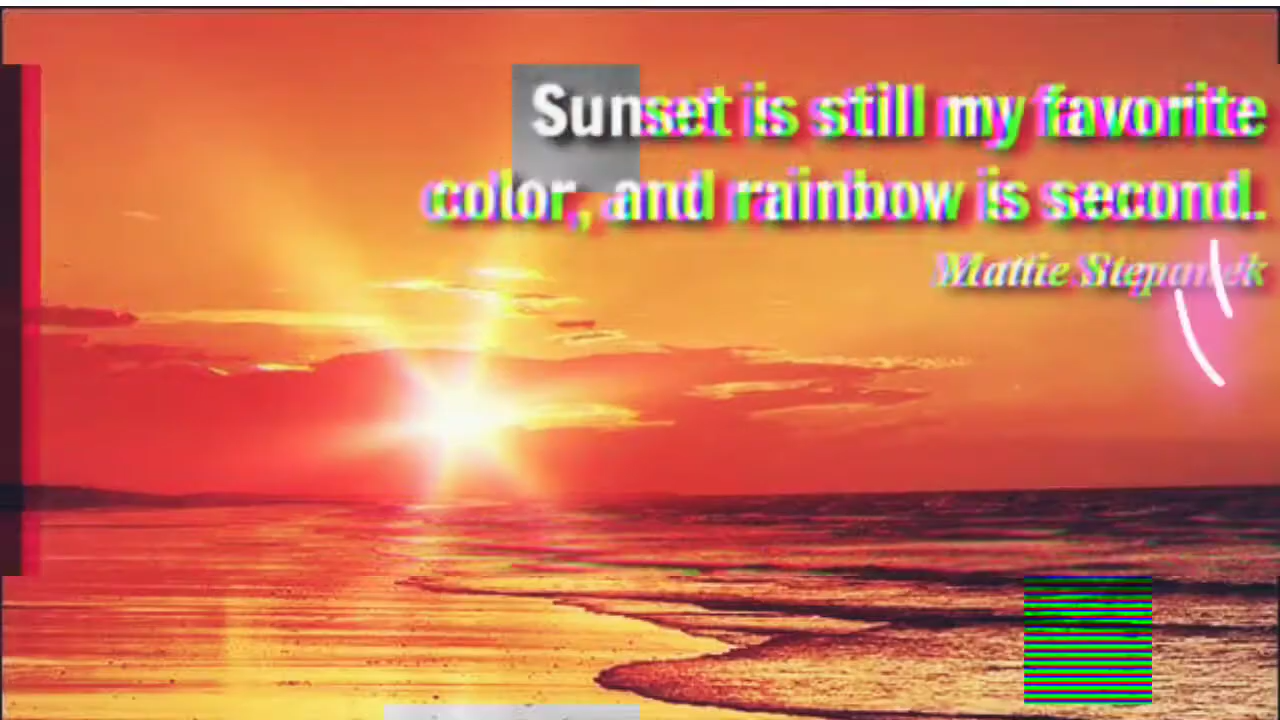 Sunset is still my favorite
color, and rainbow is second.
Mattie Stepanek